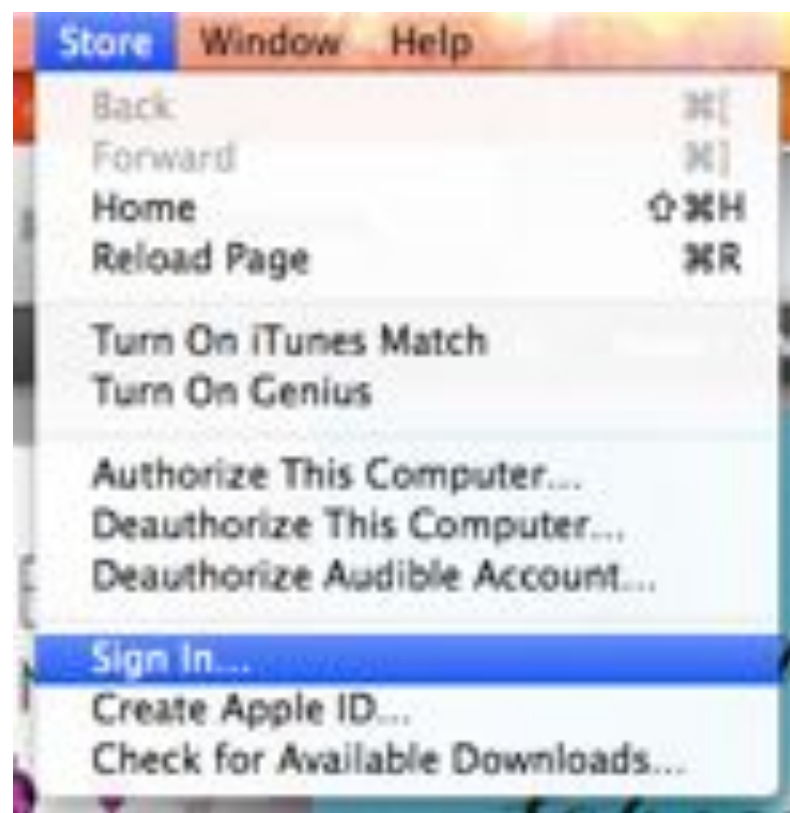 Store Window Help
Back ⌘[
Forward ⌘]
Home ⇧⌘H
Reload Page ⌘R
Turn On iTunes Match
Turn On Genius
Authorize This Computer...
Deauthorize This Computer...
Deauthorize Audible Account...
Sign In...
Create Apple ID...
Check for Available Downloads...